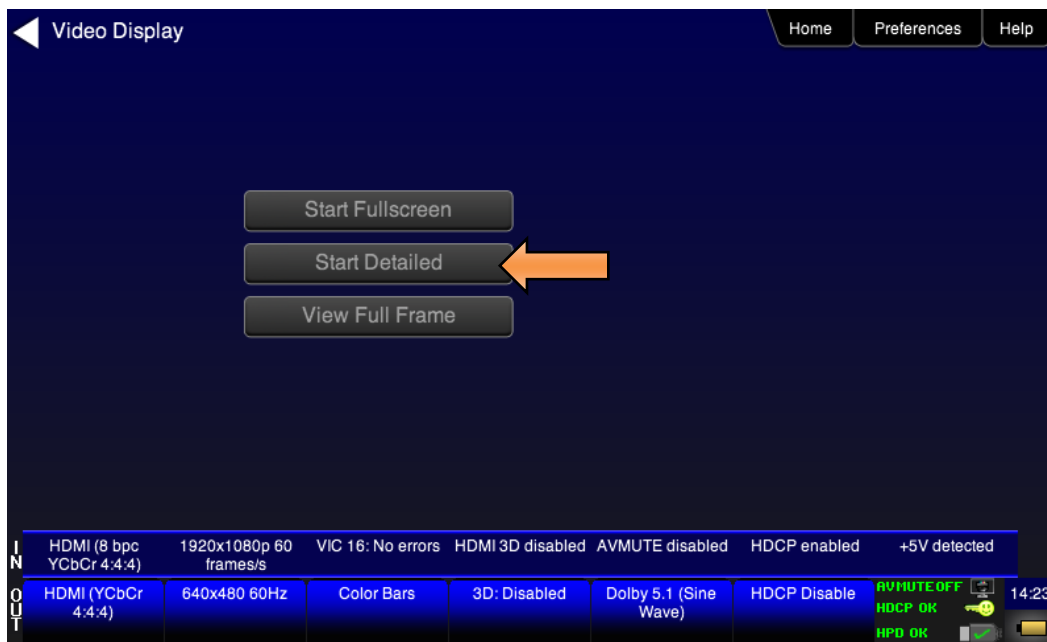 Video Display
Home
Preferences
Help
Start Fullscreen
Start Detailed
View Full Frame
IN
HDMI (8 bpc
YCbCr 4:4:4)
1920x1080p 60
frames/s
VIC 16: No errors
HDMI 3D disabled
AVMUTE disabled
HDCP enabled
+5V detected
OUT
HDMI (YCbCr
4:4:4)
640x480 60Hz
Color Bars
3D: Disabled
Dolby 5.1 (Sine
Wave)
HDCP Disable
AVMUTEOFF
HDCP OK
HPD OK
14:23